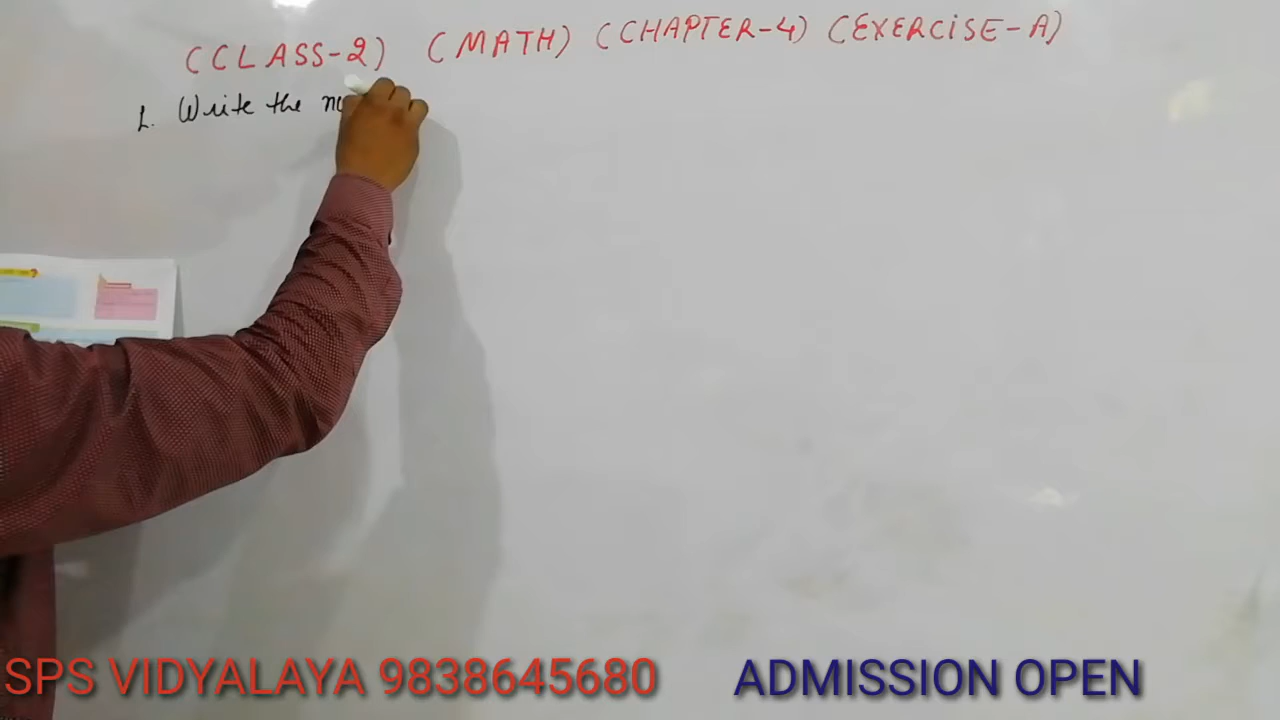 (CLASS-2) (MATH) (CHAPTER-4) (EXERCISE-A)
1. Write the
SPS VIDYALAYA 9838645680 ADMISSION OPEN